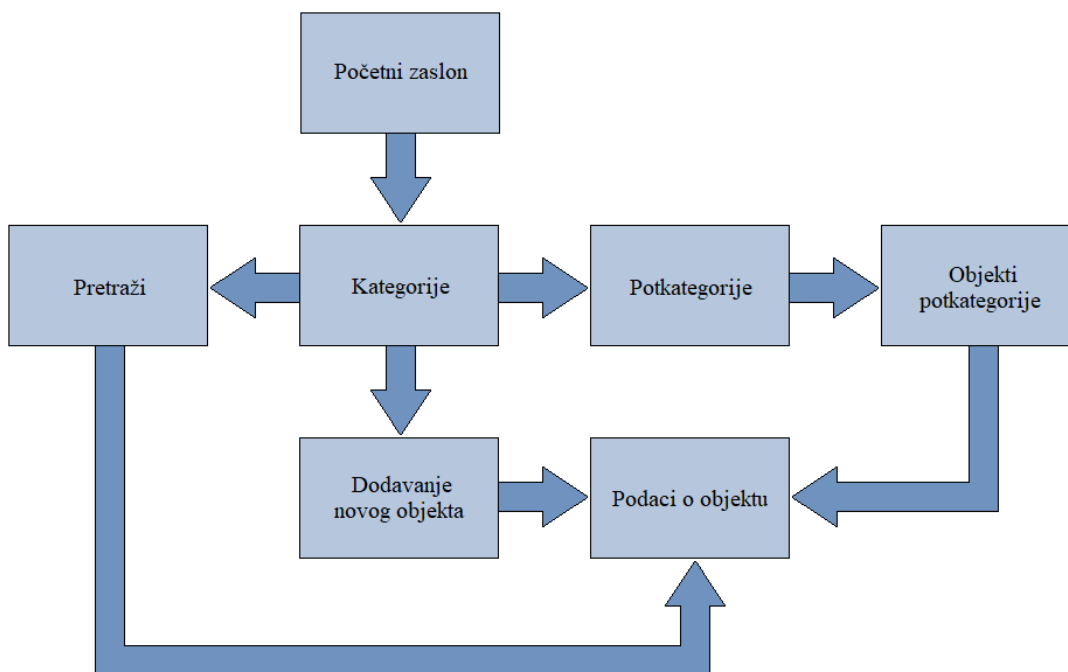 Početni zaslon
Pretraži
Kategorije
Potkategorije
Objekti
potkategorije
Dodavanje
novog objekta
Podaci o objektu